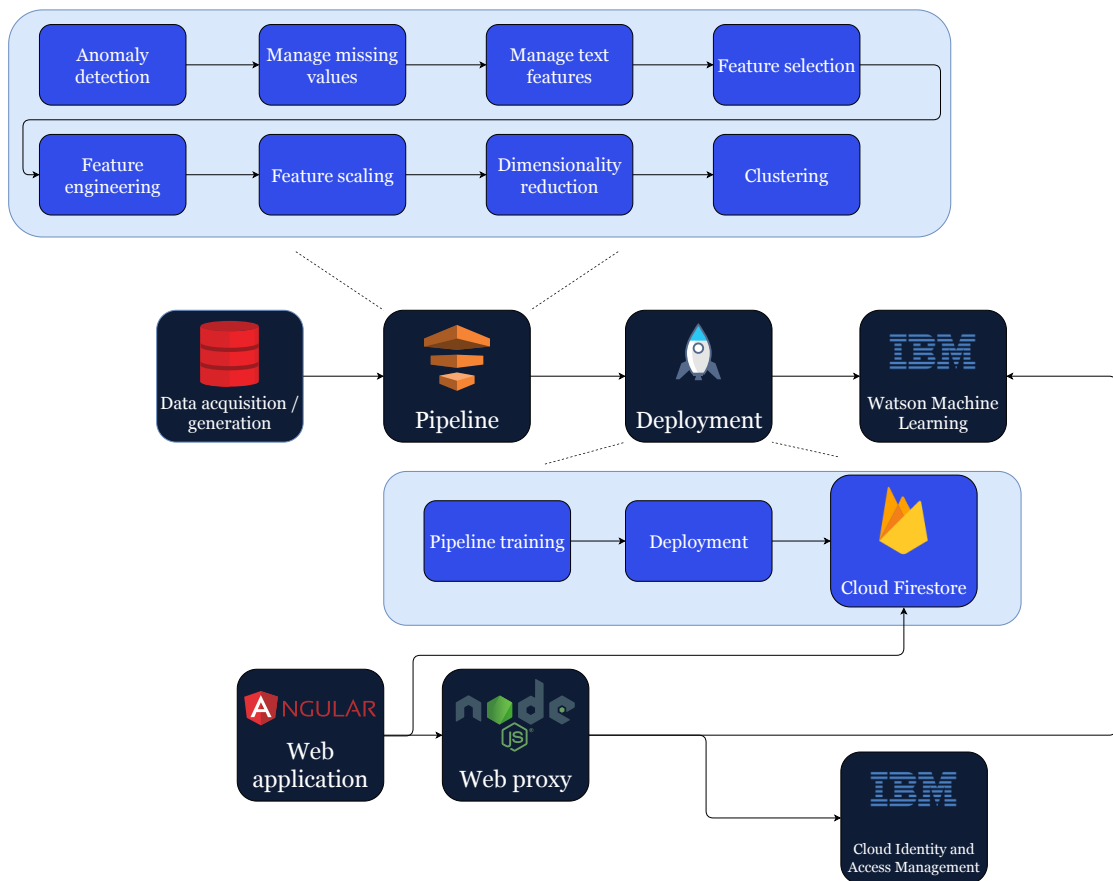 Anomaly
detection
Manage missing
values
Manage text
features
Feature selection
Feature
engineering
Feature scaling
Dimensionality
reduction
Clustering
Data acquisition /
generation
Pipeline
Deployment
IBM
Watson Machine
Learning
Pipeline training
Deployment
Cloud Firestore
ANGULAR
Web
application
node
JS
Web proxy
IBM
Cloud Identity and
Access Management